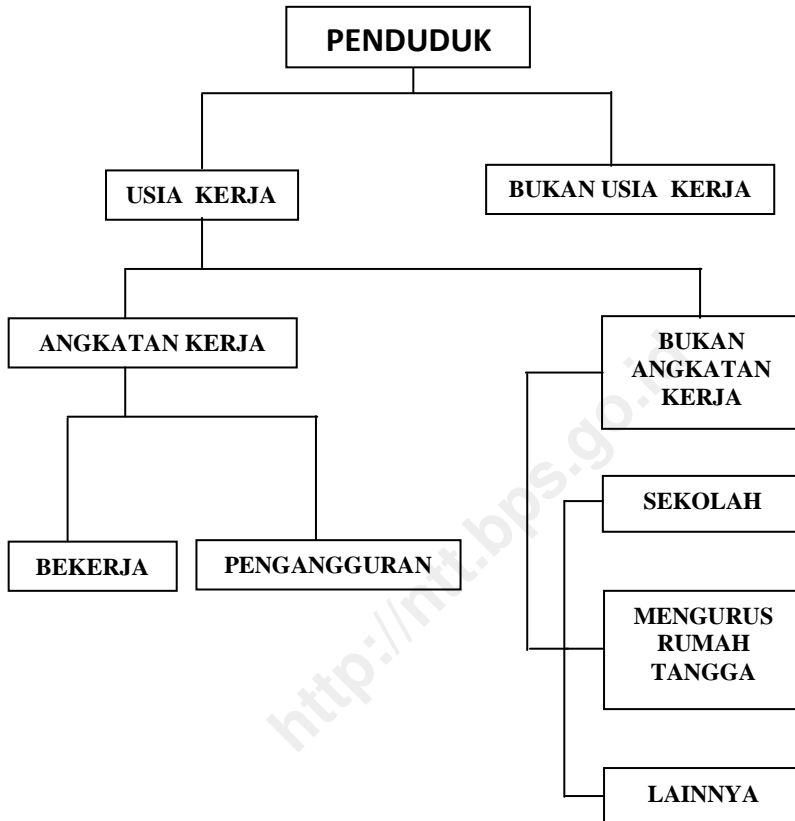 PENDUDUK
USIA KERJA
BUKAN USIA KERJA
ANGKATAN KERJA
BUKAN
ANGKATAN
KERJA
SEKOLAH
BEKERJA
PENGANGGURAN
MENGURUS
RUMAH
TANGGA
LAINNYA
http://ntt.bps.go.id